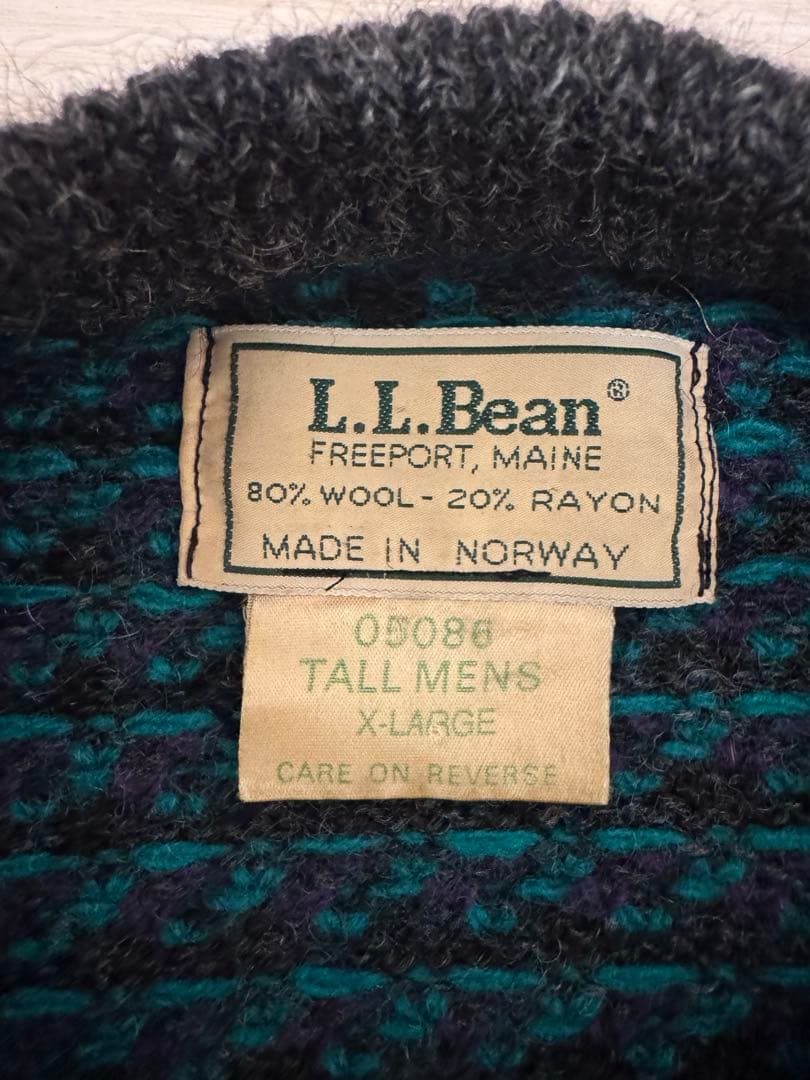 L.L.Bean®
FREEPORT, MAINE
80% WOOL - 20% RAYON
MADE IN NORWAY
05086
TALL MENS
X-LARGE
CARE ON REVERSE